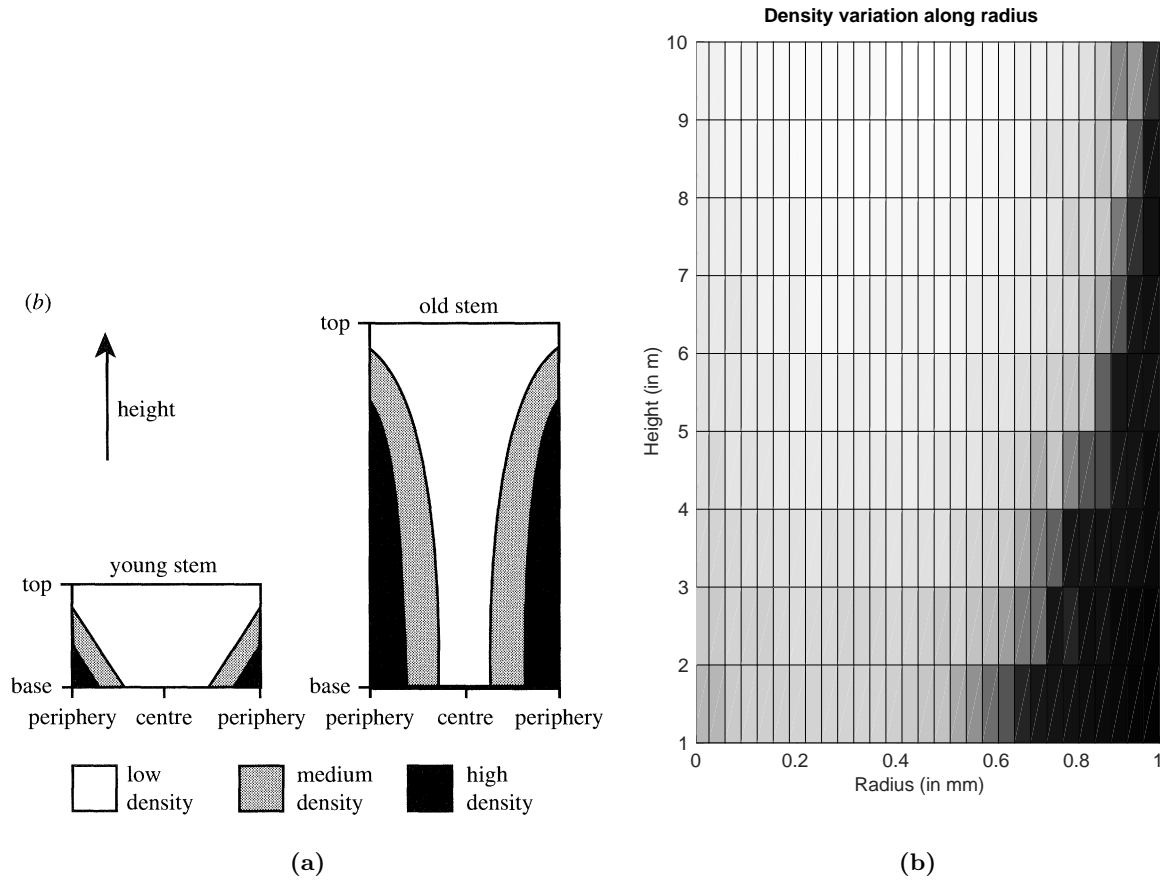 (b)
height
young stem
top
base
periphery centre periphery
old stem
top
base
periphery centre periphery
low density
medium density
high density
(a)
Density variation along radius
Height (in m)
10
9
8
7
6
5
4
3
2
1
0 0.2 0.4 0.6 0.8 1
Radius (in mm)
(b)